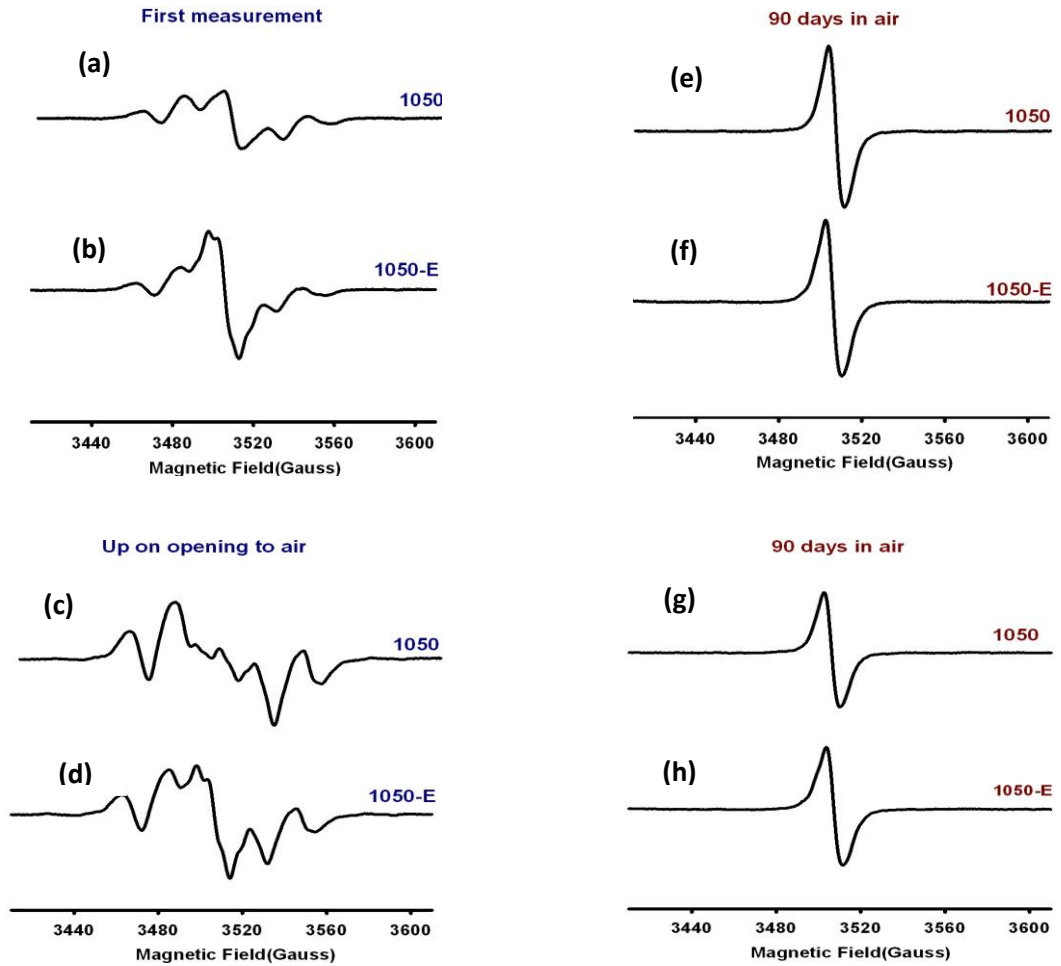 First measurement
(a)
1050
(b)
1050-E
3440 3480 3520 3560 3600
Magnetic Field(Gauss)
90 days in air
(e)
1050
(f)
1050-E
3440 3480 3520 3560 3600
Magnetic Field(Gauss)
Up on opening to air
(c)
1050
(d)
1050-E
3440 3480 3520 3560 3600
Magnetic Field(Gauss)
90 days in air
(g)
1050
(h)
1050-E
3440 3480 3520 3560 3600
Magnetic Field(Gauss)